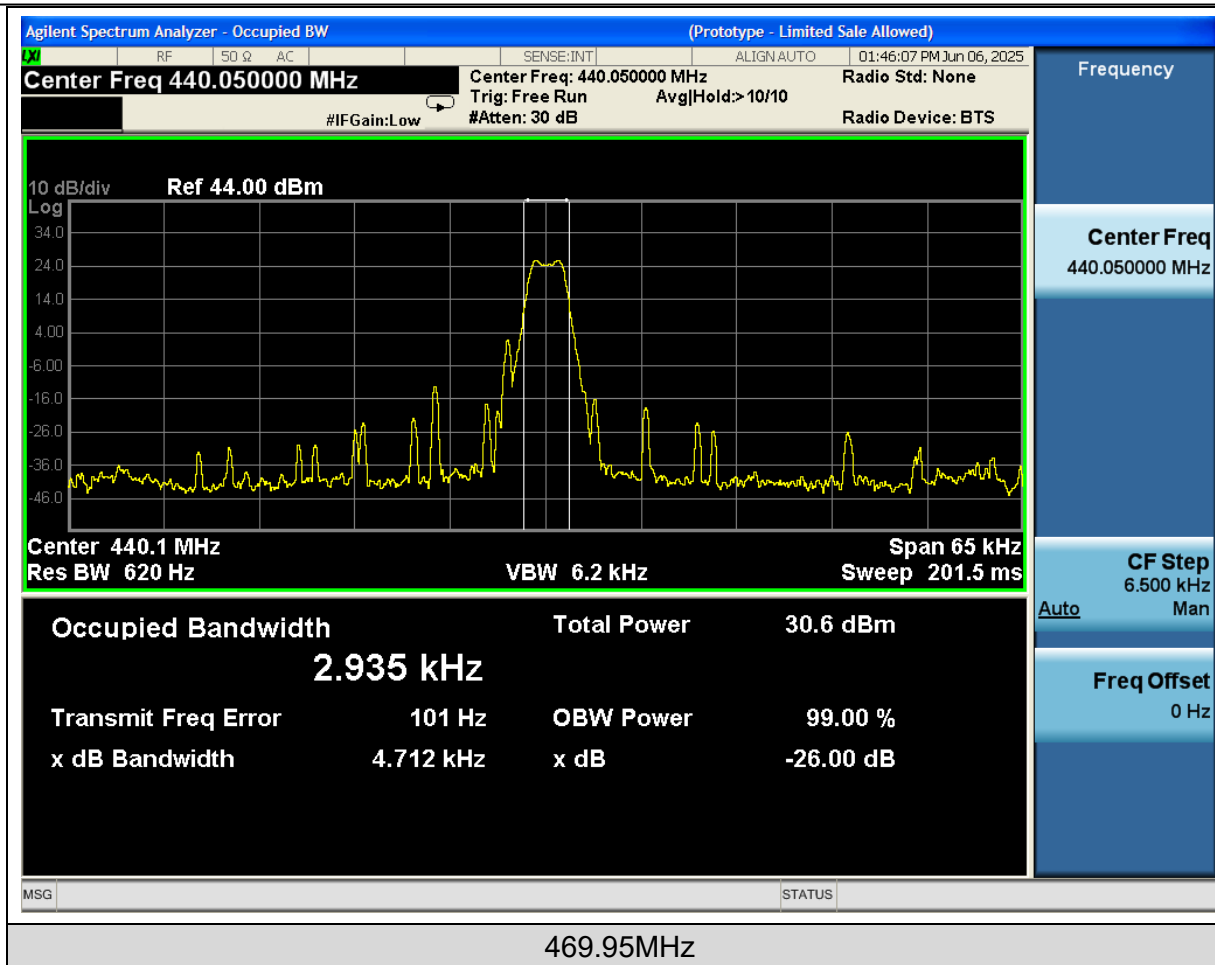 Agilent Spectrum Analyzer - Occupied BW (Prototype - Limited Sale Allowed)
LXI RF 50 Ω AC SENSE:INT ALIGN AUTO 01:46:07 PM Jun 06, 2025
Center Freq 440.050000 MHz
Center Freq: 440.050000 MHz Radio Std: None
Trig: Free Run Avg|Hold:>10/10
#IFGain:Low #Atten: 30 dB Radio Device: BTS
10 dB/div Ref 44.00 dBm
Log
34.0
24.0
14.0
4.00
-6.00
-16.0
-26.0
-36.0
-46.0
Center 440.1 MHz Span 65 kHz
Res BW 620 Hz VBW 6.2 kHz Sweep 201.5 ms
Occupied Bandwidth Total Power 30.6 dBm
2.935 kHz
Transmit Freq Error 101 Hz OBW Power 99.00 %
x dB Bandwidth 4.712 kHz x dB -26.00 dB
Frequency
Center Freq
440.050000 MHz
CF Step
6.500 kHz
Auto Man
Freq Offset
0 Hz
MSG STATUS
469.95MHz